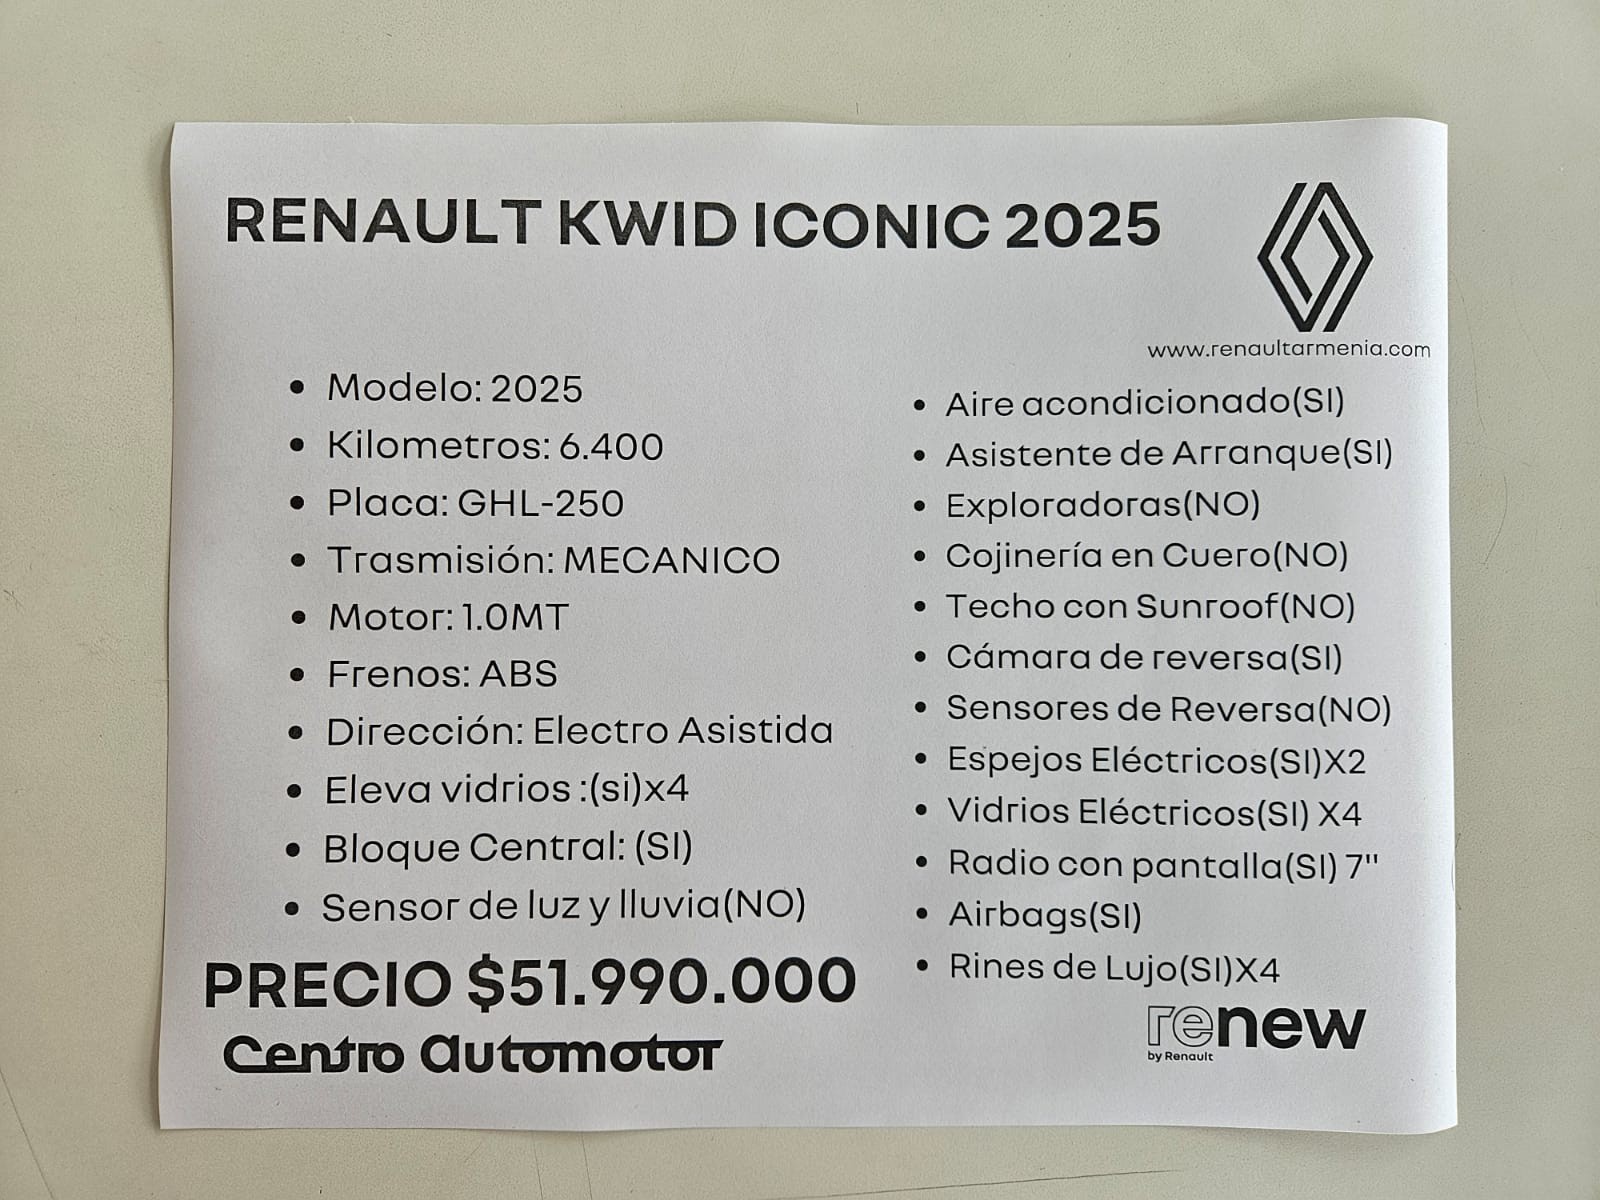 RENAULT KWID ICONIC 2025
www.renaultarmenia.com
Modelo: 2025
Kilometros: 6.400
Placa: GHL-250
Trasmisión: MECANICO
Motor: 1.0MT
Frenos: ABS
Dirección: Electro Asistida
Eleva vidrios :(si)x4
Bloque Central: (SI)
Sensor de luz y lluvia(NO)
PRECIO $51.990.000
Centro Automotor
Aire acondicionado(SI)
Asistente de Arranque(SI)
Exploradoras(NO)
Cojinería en Cuero(NO)
Techo con Sunroof(NO)
Cámara de reversa(SI)
Sensores de Reversa(NO)
Espejos Eléctricos(SI)X2
Vidrios Eléctricos(SI) X4
Radio con pantalla(SI) 7"
Airbags(SI)
Rines de Lujo(SI)X4
renew
by Renault